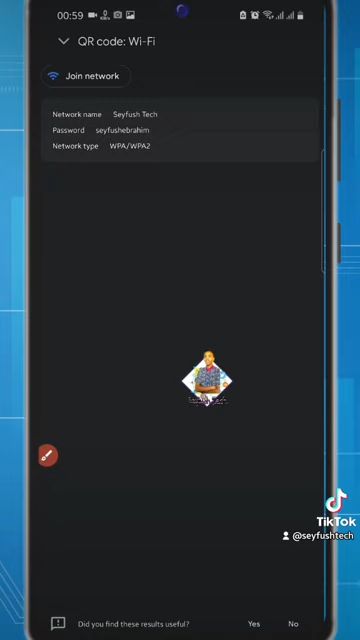 00:59
QR code: Wi-Fi
Join network
Network name Seyfush Tech
Password seyfushebrahim
Network type WPA/WPA2
TikTok
@seyfushtech
Did you find these results useful? Yes No